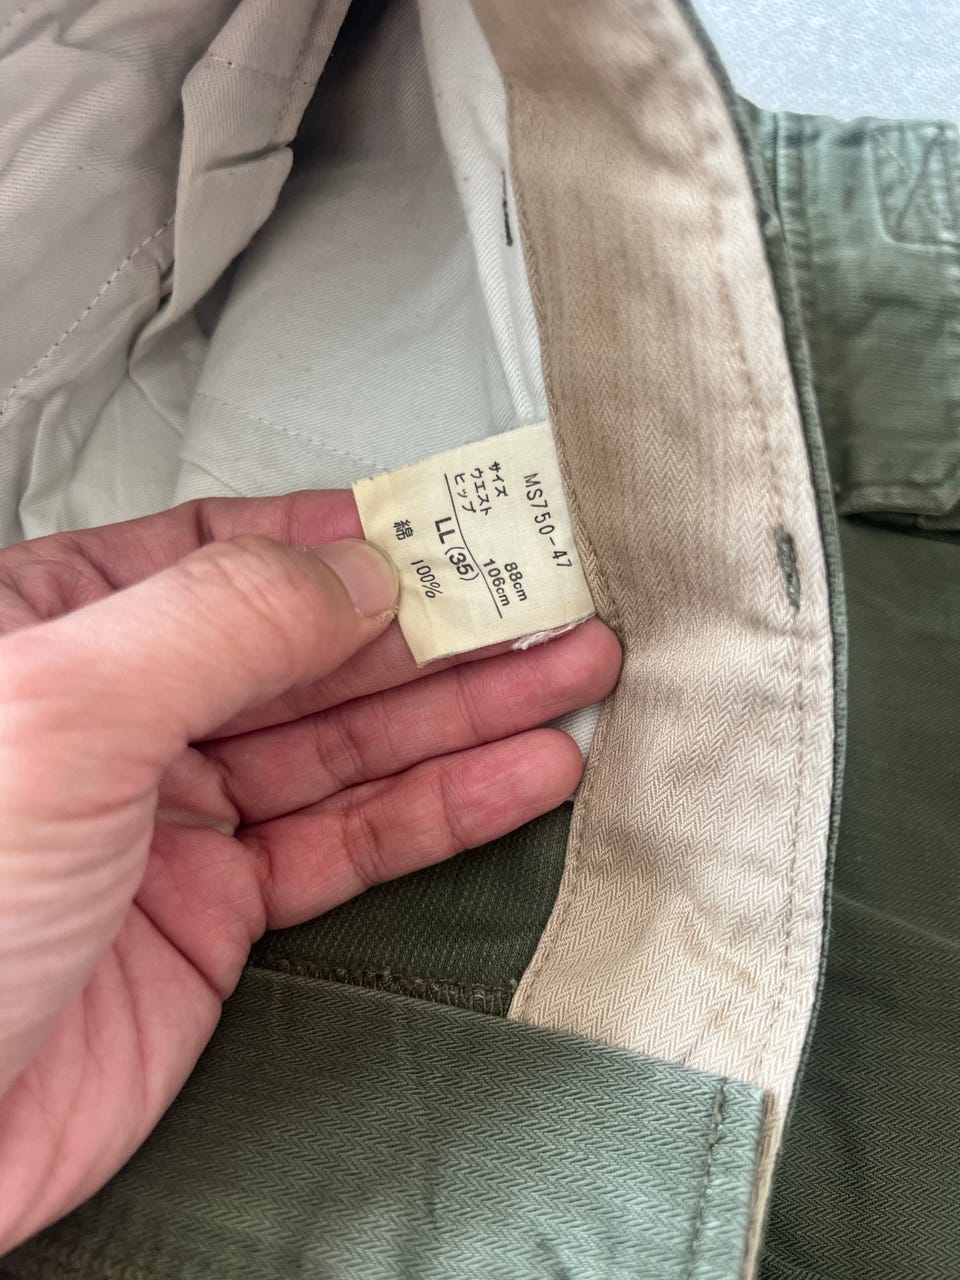 MS750-47
サイズ
ウエスト 88cm
ヒップ 106cm
LL(35)
綿 100%